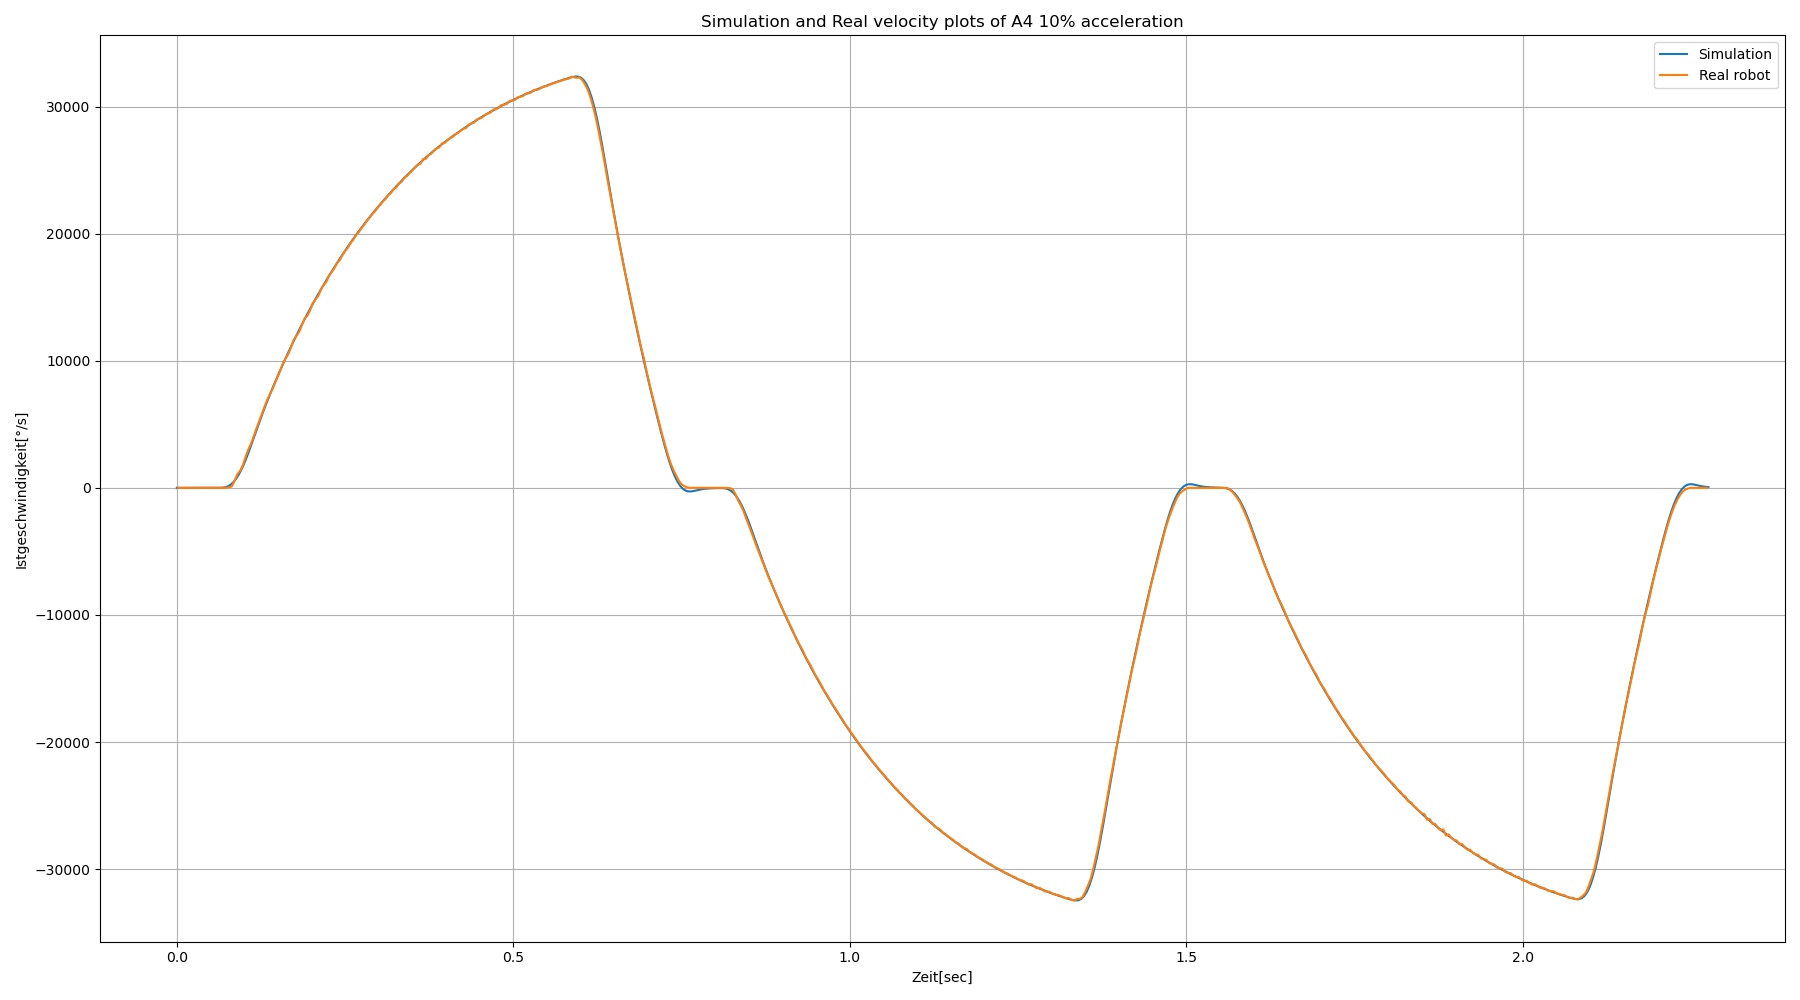 Simulation and Real velocity plots of A4 10% acceleration
Simulation
Real robot
30000
20000
10000
0
−10000
−20000
−30000
Istgeschwindigkeit[°/s]
0.0 0.5 1.0 1.5 2.0
Zeit[sec]